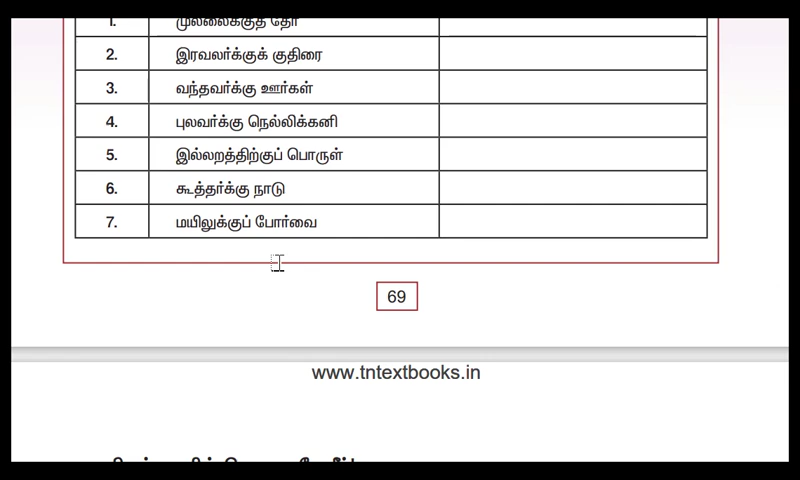 1. முல்லைக்குத் தேர்
2. இரவலர்க்குக் குதிரை
3. வந்தவர்க்கு ஊர்கள்
4. புலவர்க்கு நெல்லிக்கனி
5. இல்லறத்திற்குப் பொருள்
6. கூத்தர்க்கு நாடு
7. மயிலுக்குப் போர்வை
69
www.tntextbooks.in